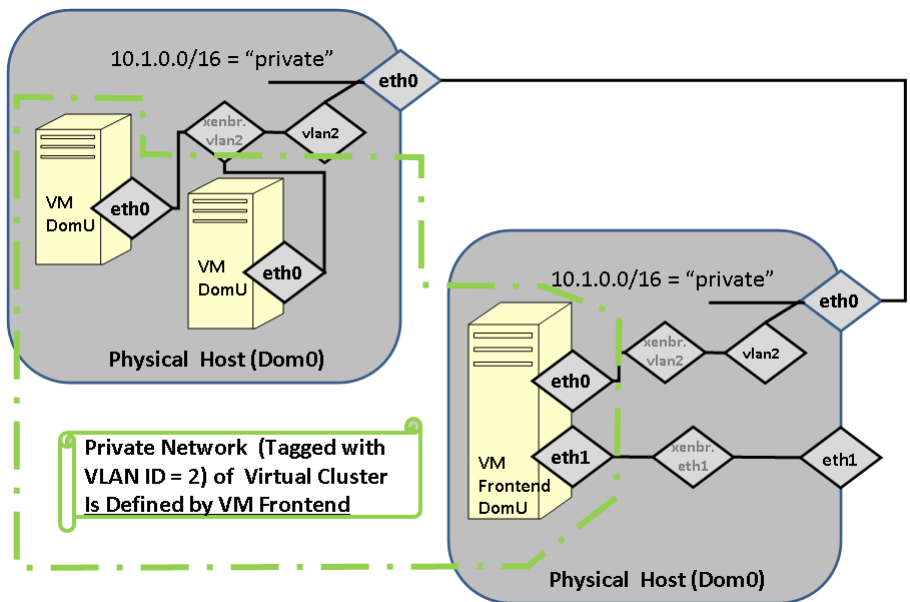 10.1.0.0/16 = “private”
eth0
xenbr.
vlan2
vlan2
VM
DomU
eth0
VM
DomU
eth0
Physical Host (Dom0)
10.1.0.0/16 = “private”
eth0
xenbr.
vlan2
vlan2
eth0
VM
Frontend
DomU
eth1
xenbr.
eth1
eth1
Physical Host (Dom0)
Private Network (Tagged with
VLAN ID = 2) of Virtual Cluster
Is Defined by VM Frontend